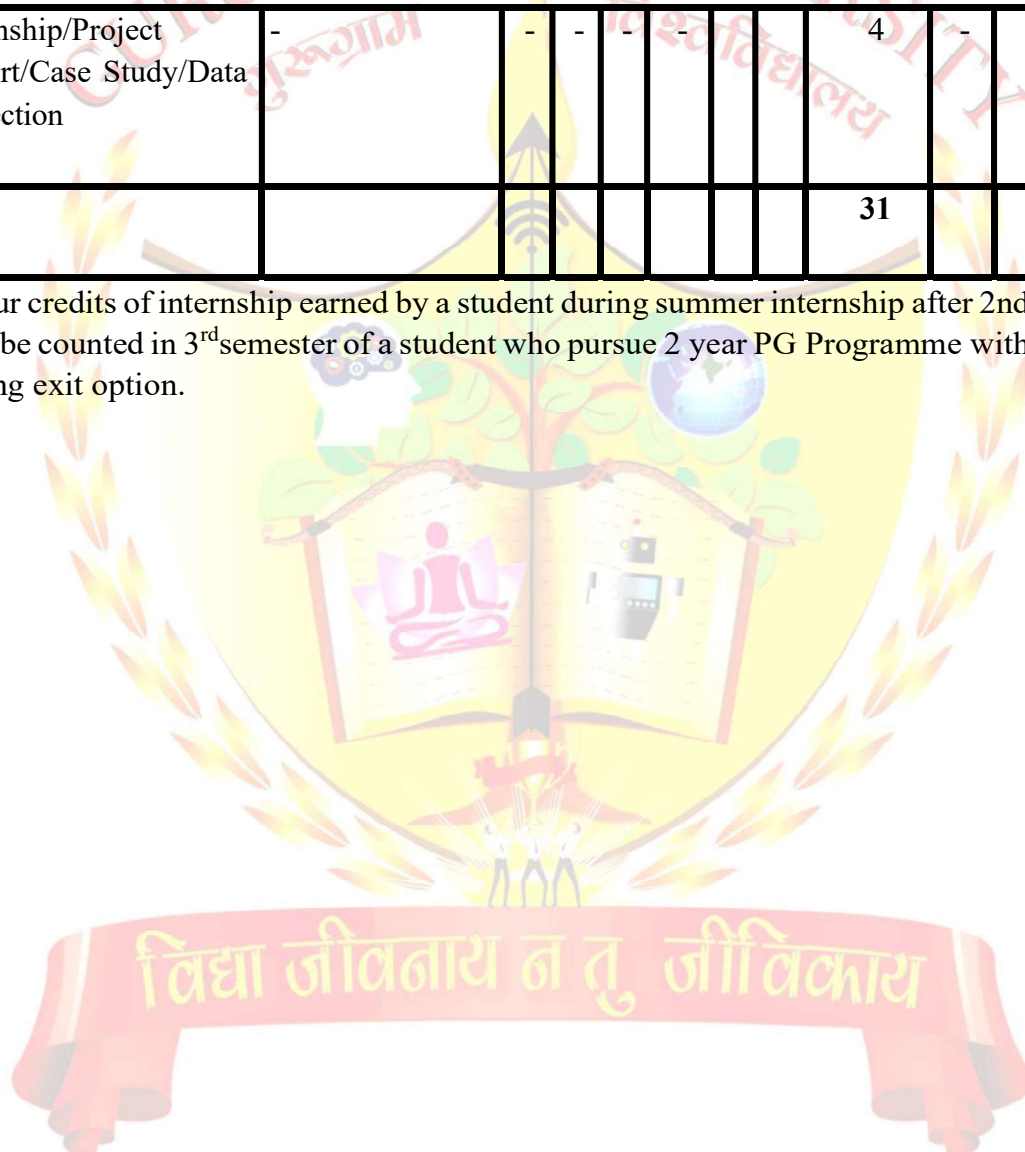 nship/Project - - - - - 4 -
rt/Case Study/Data
ction
31
ur credits of internship earned by a student during summer internship after 2nd
be counted in 3rdsemester of a student who pursue 2 year PG Programme with
ng exit option.
गुरूग्राम विश्वविद्यालय
विद्या जीवनाय न तु जीविकाय